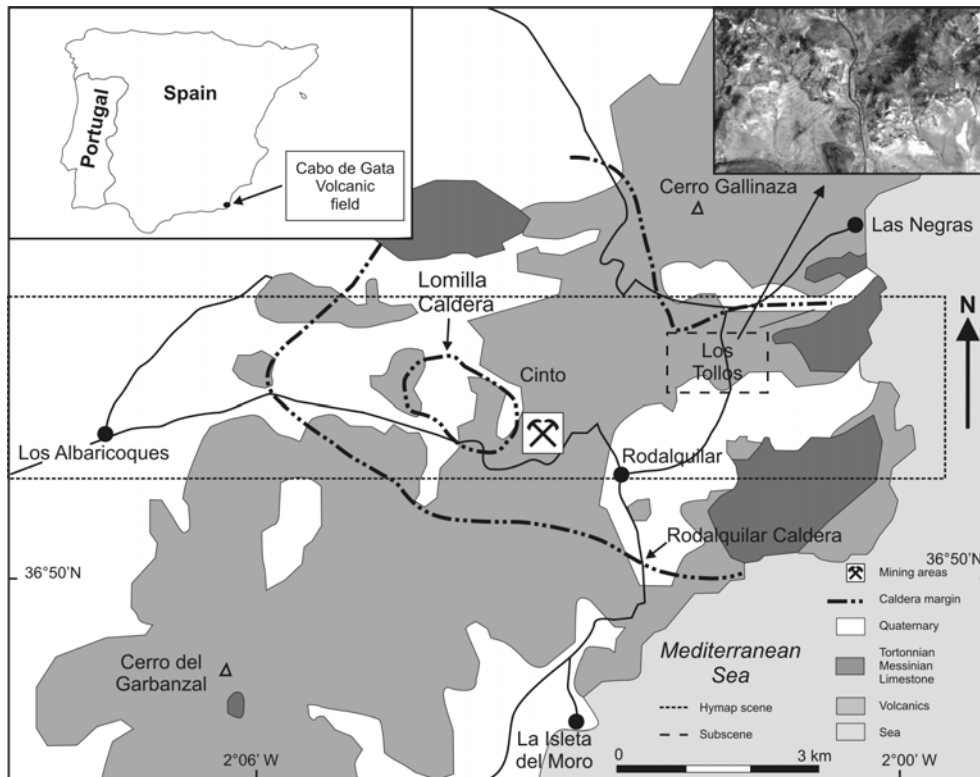 Portugal
Spain
Cabo de Gata
Volcanic
field
Cerro Gallinaza
Las Negras
Lomilla
Caldera
N
Los
Tollos
Cinto
Los Albaricoques
Rodalquilar
Rodalquilar Caldera
36°50'N
36°50'N
Mining areas
Caldera margin
Quaternary
Tortonnian
Messinian
Limestone
Volcanics
Sea
Mediterranean
Sea
Hymap scene
Subscene
Cerro del
Garbanzal
La Isleta
del Moro
0 3 km
2°06' W
2°00' W